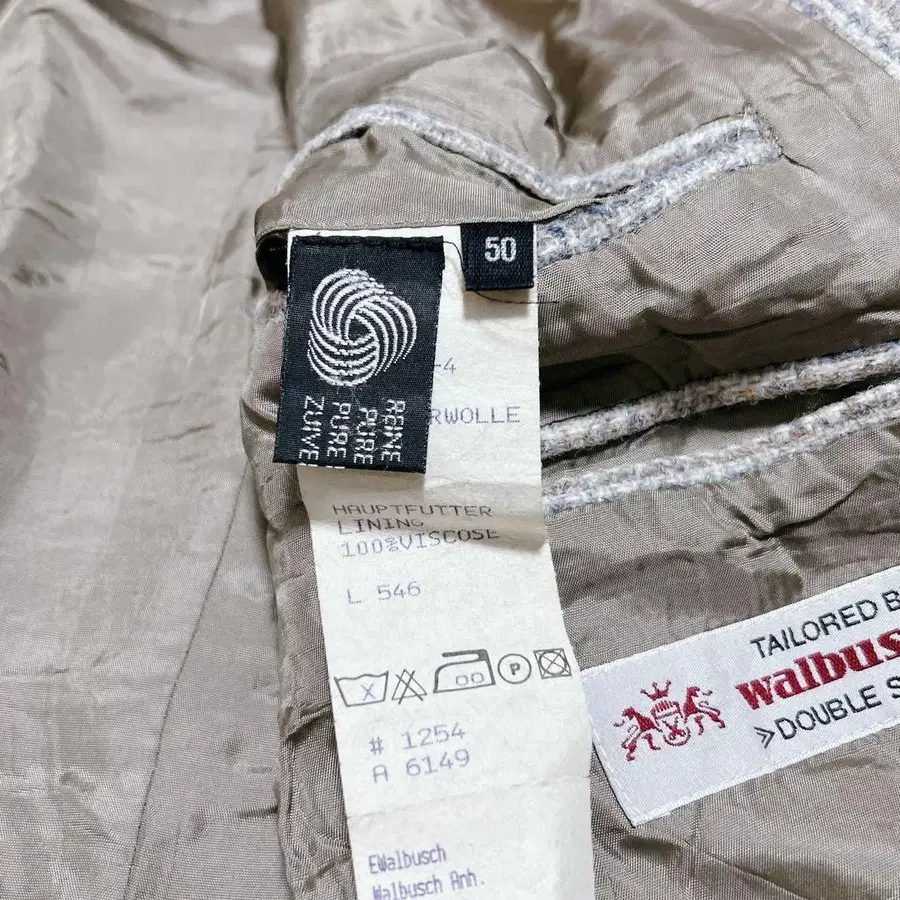 50
REINE
PURE
PURE
ZUIVE
-4
RWOLLE
HAUPTFUTTER
LINING
100%VISCOSE
L 546
P
# 1254
A 6149
EWalbusch
Walbusch Anh.
TAILORED B
walbusc
»DOUBLE S